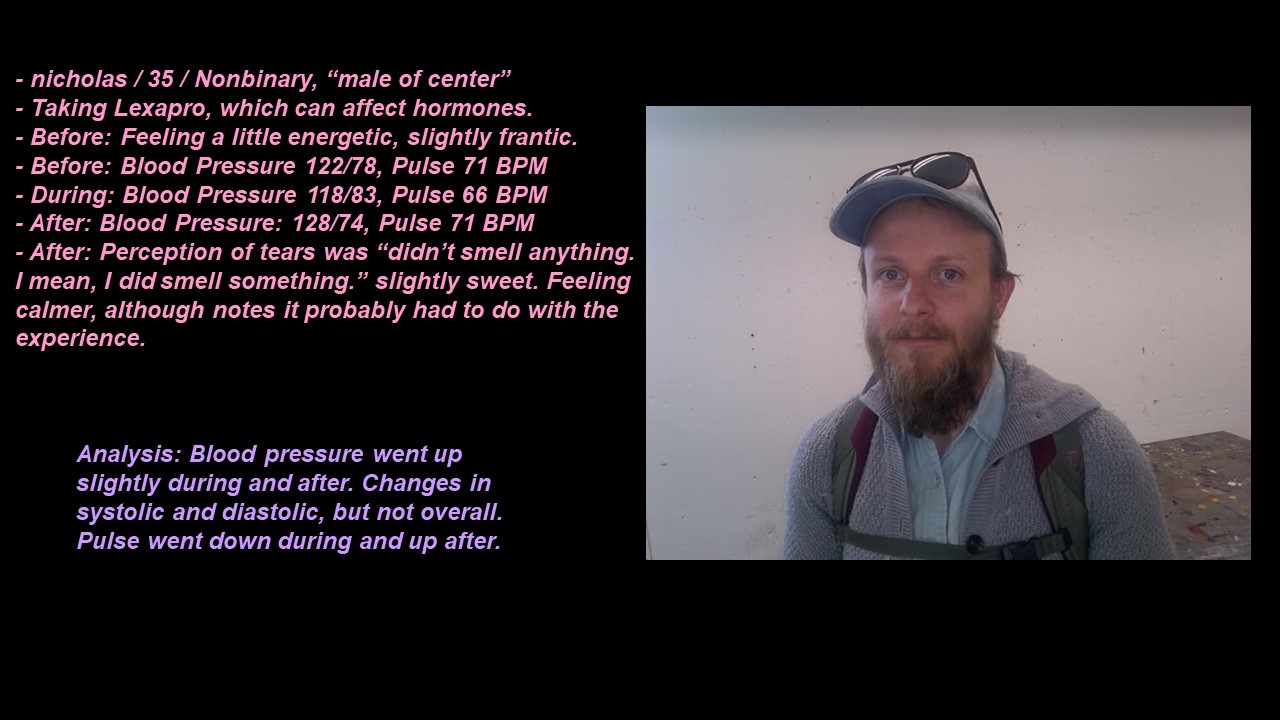 - nicholas / 35 / Nonbinary, “male of center”
- Taking Lexapro, which can affect hormones.
- Before: Feeling a little energetic, slightly frantic.
- Before: Blood Pressure 122/78, Pulse 71 BPM
- During: Blood Pressure 118/83, Pulse 66 BPM
- After: Blood Pressure: 128/74, Pulse 71 BPM
- After: Perception of tears was “didn’t smell anything.
I mean, I did smell something.” slightly sweet. Feeling
calmer, although notes it probably had to do with the
experience.
Analysis: Blood pressure went up
slightly during and after. Changes in
systolic and diastolic, but not overall.
Pulse went down during and up after.